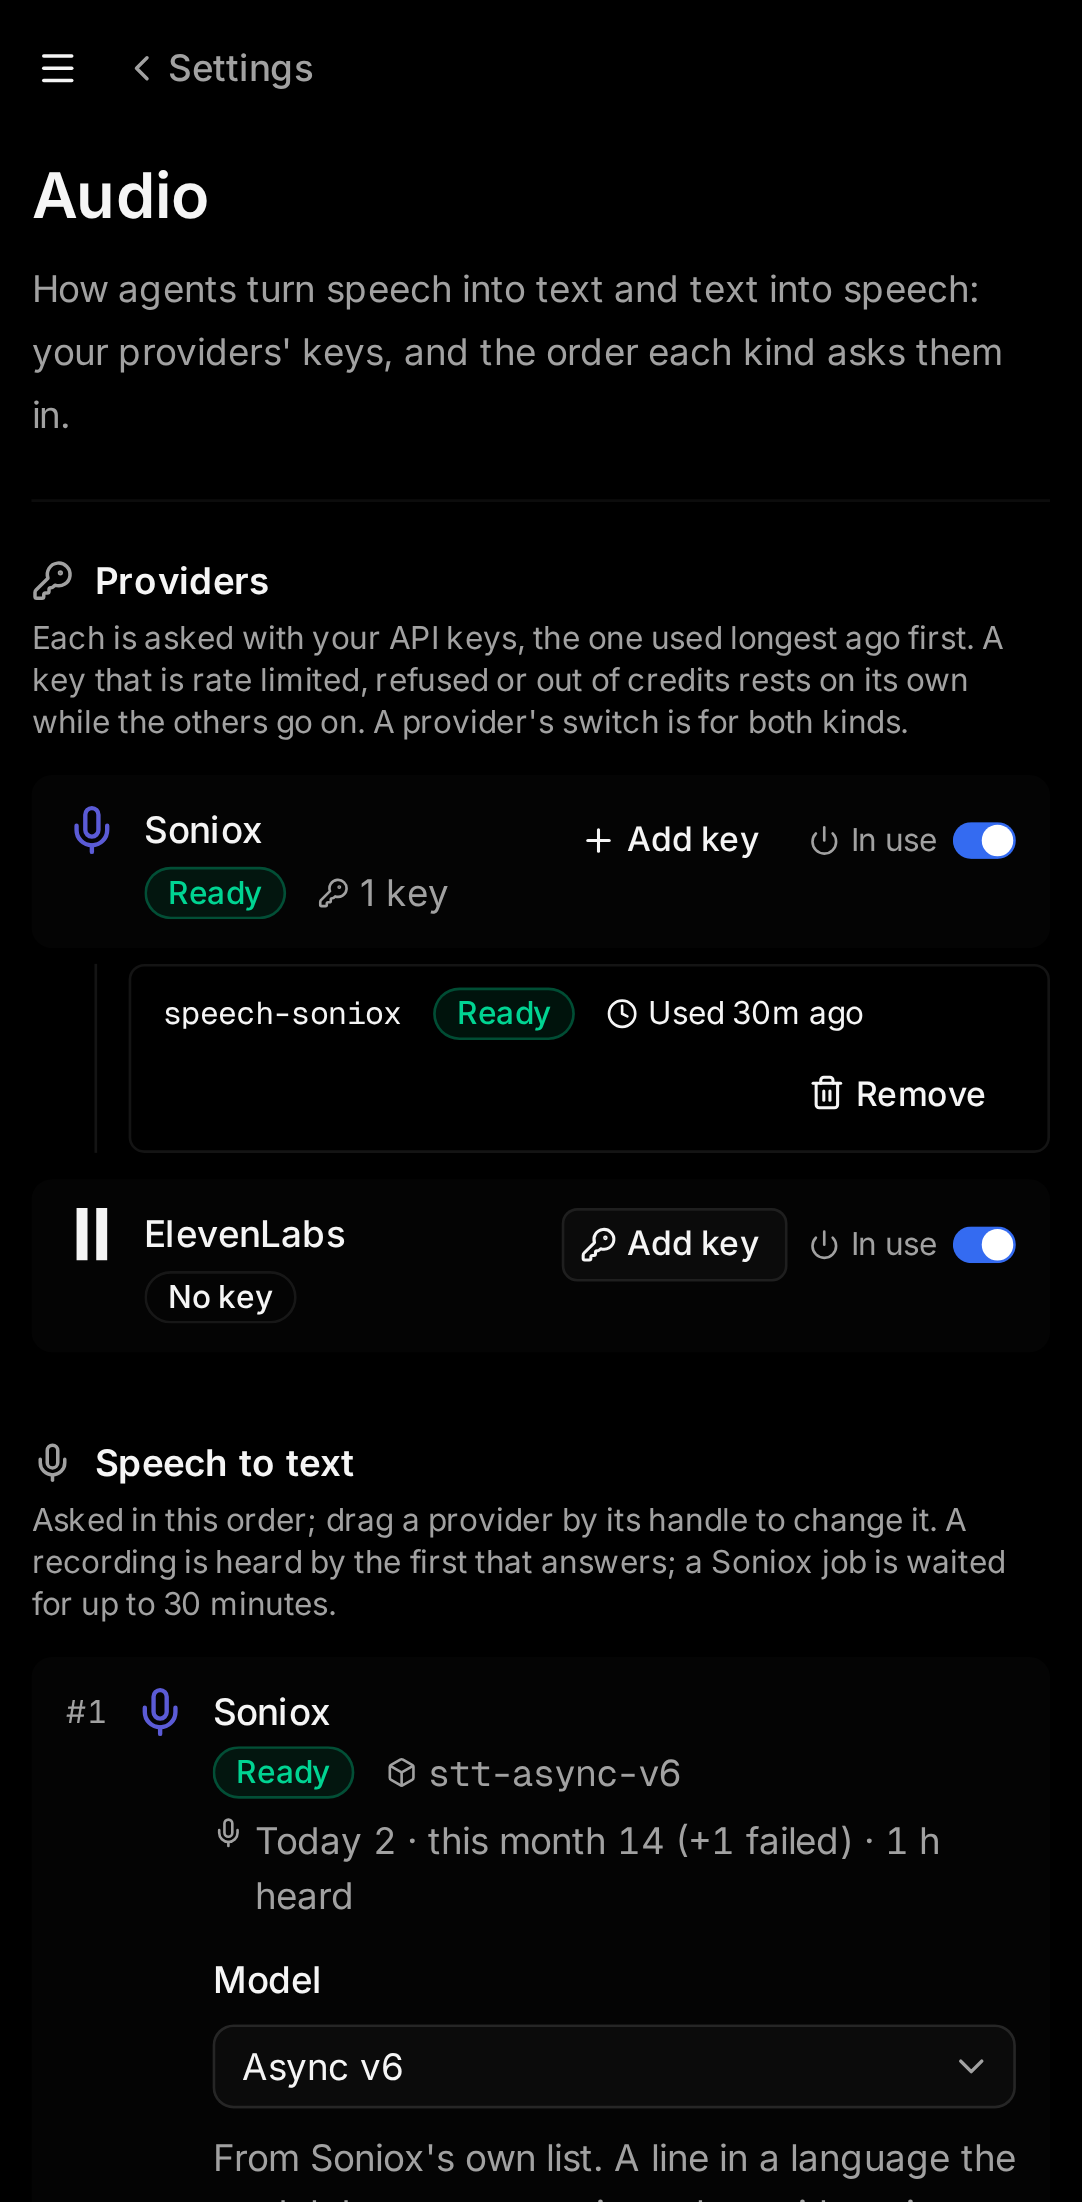 Settings
Audio
How agents turn speech into text and text into speech:
your providers' keys, and the order each kind asks them
in.
Providers
Each is asked with your API keys, the one used longest ago first. A
key that is rate limited, refused or out of credits rests on its own
while the others go on. A provider's switch is for both kinds.
Soniox
Add key
In use
Ready
1 key
speech-soniox
Ready
Used 30m ago
Remove
ElevenLabs
Add key
In use
No key
Speech to text
Asked in this order; drag a provider by its handle to change it. A
recording is heard by the first that answers; a Soniox job is waited
for up to 30 minutes.
#1
Soniox
Ready
stt-async-v6
Today 2 · this month 14 (+1 failed) · 1 h
heard
Model
Async v6
From Soniox's own list. A line in a language the